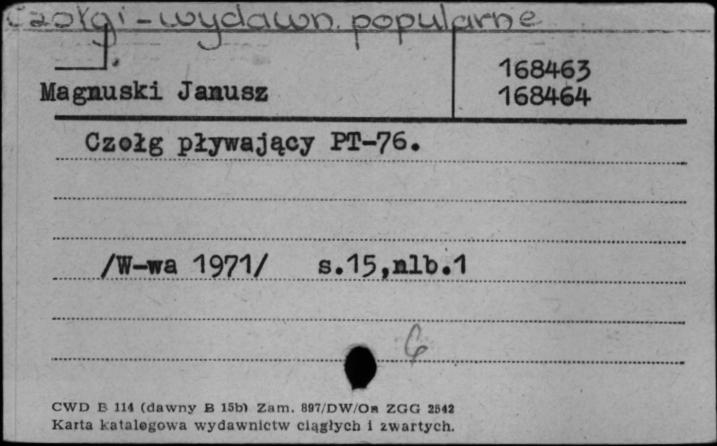 Czołgi - wydawn. popularne
168463
Magnuski Janusz 168464
Czołg pływający PT-76.
/W-wa 1971/ s.15,nlb.1
6
CWD B 114 (dawny B 15b) Zam. 897/DW/Os ZGG 2542
Karta katalogowa wydawnictw ciągłych i zwartych.